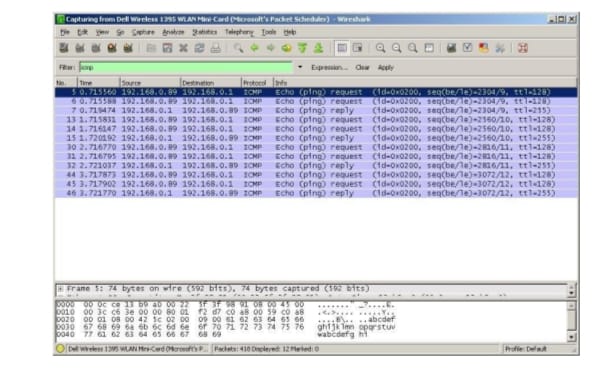 Capturing from Dell Wireless 1395 WLAN Mini-Card (Microsoft's Packet Scheduler) - Wireshark
File Edit View Go Capture Analyze Statistics Telephony Tools Help
Filter: icmp Expression... Clear Apply
No. Time Source Destination Protocol Info
5 0.715560 192.168.0.89 192.168.0.1 ICMP Echo (ping) request (id=0x0200, seq(be/le)=2304/9, ttl=128)
6 0.715588 192.168.0.89 192.168.0.1 ICMP Echo (ping) request (id=0x0200, seq(be/le)=2304/9, ttl=128)
7 0.719474 192.168.0.1 192.168.0.89 ICMP Echo (ping) reply (id=0x0200, seq(be/le)=2304/9, ttl=255)
13 1.715831 192.168.0.89 192.168.0.1 ICMP Echo (ping) request (id=0x0200, seq(be/le)=2560/10, ttl=128)
14 1.716147 192.168.0.89 192.168.0.1 ICMP Echo (ping) request (id=0x0200, seq(be/le)=2560/10, ttl=128)
15 1.720192 192.168.0.1 192.168.0.89 ICMP Echo (ping) reply (id=0x0200, seq(be/le)=2560/10, ttl=255)
30 2.716770 192.168.0.89 192.168.0.1 ICMP Echo (ping) request (id=0x0200, seq(be/le)=2816/11, ttl=128)
31 2.716795 192.168.0.89 192.168.0.1 ICMP Echo (ping) request (id=0x0200, seq(be/le)=2816/11, ttl=128)
32 2.721037 192.168.0.1 192.168.0.89 ICMP Echo (ping) reply (id=0x0200, seq(be/le)=2816/11, ttl=255)
44 3.717873 192.168.0.89 192.168.0.1 ICMP Echo (ping) request (id=0x0200, seq(be/le)=3072/12, ttl=128)
45 3.717902 192.168.0.89 192.168.0.1 ICMP Echo (ping) request (id=0x0200, seq(be/le)=3072/12, ttl=128)
46 3.721770 192.168.0.1 192.168.0.89 ICMP Echo (ping) reply (id=0x0200, seq(be/le)=3072/12, ttl=255)
Frame 5: 74 bytes on wire (592 bits), 74 bytes captured (592 bits)
0000 00 0c ce 13 b9 a0 00 22 5f 3f 98 91 08 00 45 00 ......." _?....E.
0010 00 3c c6 3e 00 00 80 01 f2 d7 c0 a8 00 59 c0 a8 .<.>.... .....Y..
0020 00 01 08 00 42 5c 02 00 09 00 61 62 63 64 65 66 ....B\.. ..abcdef
0030 67 68 69 6a 6b 6c 6d 6e 6f 70 71 72 73 74 75 76 ghijklmn opqrstuv
0040 77 61 62 63 64 65 66 67 68 69 wabcdefg hi
Dell Wireless 1395 WLAN Mini-Card (Microsoft's P... Packets: 418 Displayed: 12 Marked: 0 Profile: Default